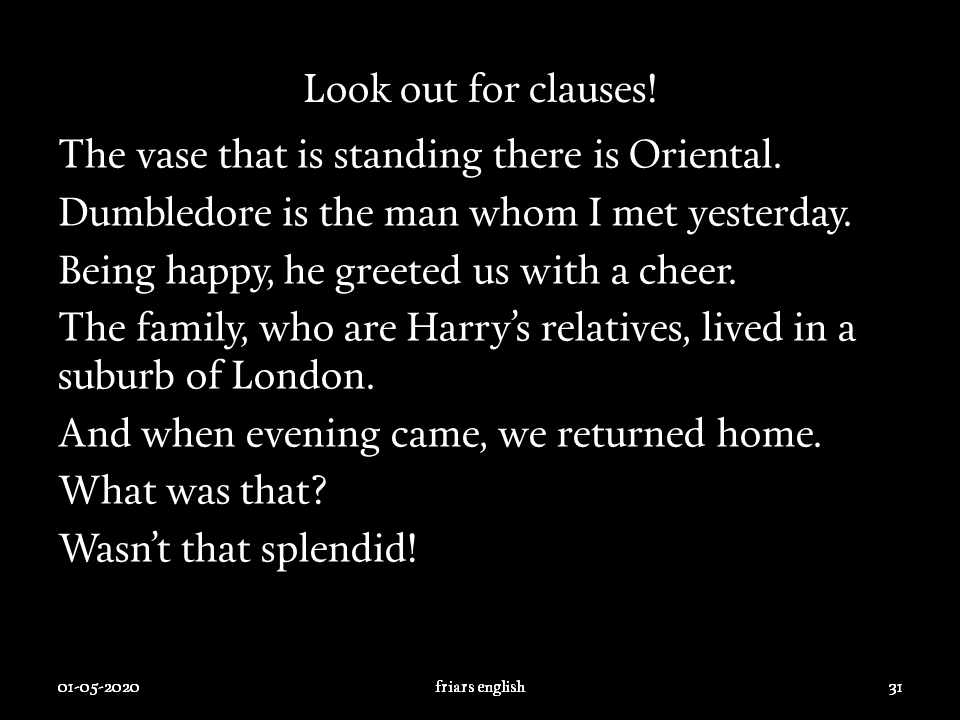 Look out for clauses!
The vase that is standing there is Oriental.
Dumbledore is the man whom I met yesterday.
Being happy, he greeted us with a cheer.
The family, who are Harry’s relatives, lived in a
suburb of London.
And when evening came, we returned home.
What was that?
Wasn’t that splendid!
01-05-2020 friars english 31